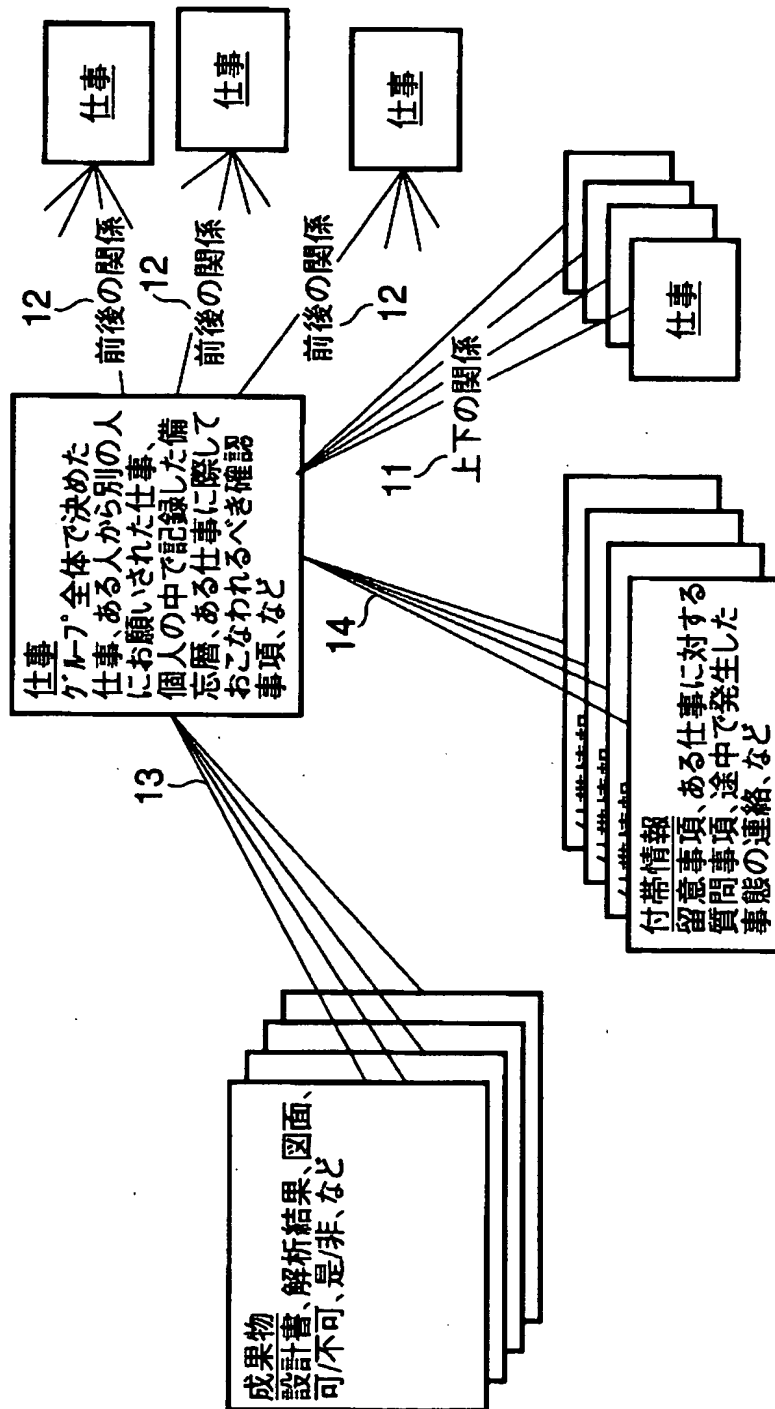 成果物
設計書、解析結果、図面、
可/不可、是/非、など
13
仕事
グループ全体で決めた
仕事、ある人から別の人
にお願いされた仕事、
個人の中で記録した備
忘暦、ある仕事に際して
おこなわれるべき確認
事項、など
12
前後の関係
12
前後の関係
前後の関係
12
仕事
仕事
仕事
14
11
上下の関係
付帯情報
留意事項、ある仕事に対する
質問事項、途中で発生した
事態の連絡、など
仕事